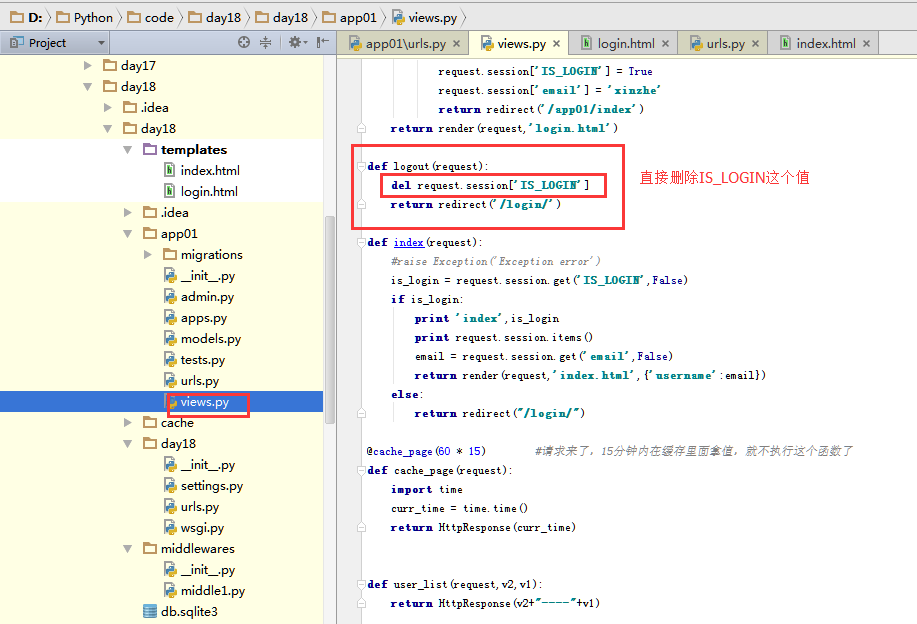 D: Python code day18 day18 app01 views.py
Project app01\urls.py views.py login.html urls.py index.html
day17
day18
.idea
day18
templates
index.html
login.html
.idea
app01
migrations
__init__.py
admin.py
apps.py
models.py
tests.py
urls.py
views.py
cache
day18
__init__.py
settings.py
urls.py
wsgi.py
middlewares
__init__.py
middle1.py
db.sqlite3
request.session['IS_LOGIN'] = True
request.session['email'] = 'xinzhe'
return redirect('/app01/index')
return render(request,'login.html')
def logout(request):
del request.session['IS_LOGIN']
直接删除IS_LOGIN这个值
return redirect('/login/')
def index(request):
#raise Exception('Exception error')
is_login = request.session.get('IS_LOGIN',False)
if is_login:
print 'index',is_login
print request.session.items()
email = request.session.get('email',False)
return render(request,'index.html',{'username':email})
else:
return redirect("/login/")
@cache_page(60 * 15) #请求来了，15分钟内在缓存里面拿值，就不执行这个函数了
def cache_page(request):
import time
curr_time = time.time()
return HttpResponse(curr_time)
def user_list(request,v2,v1):
return HttpResponse(v2+"----"+v1)